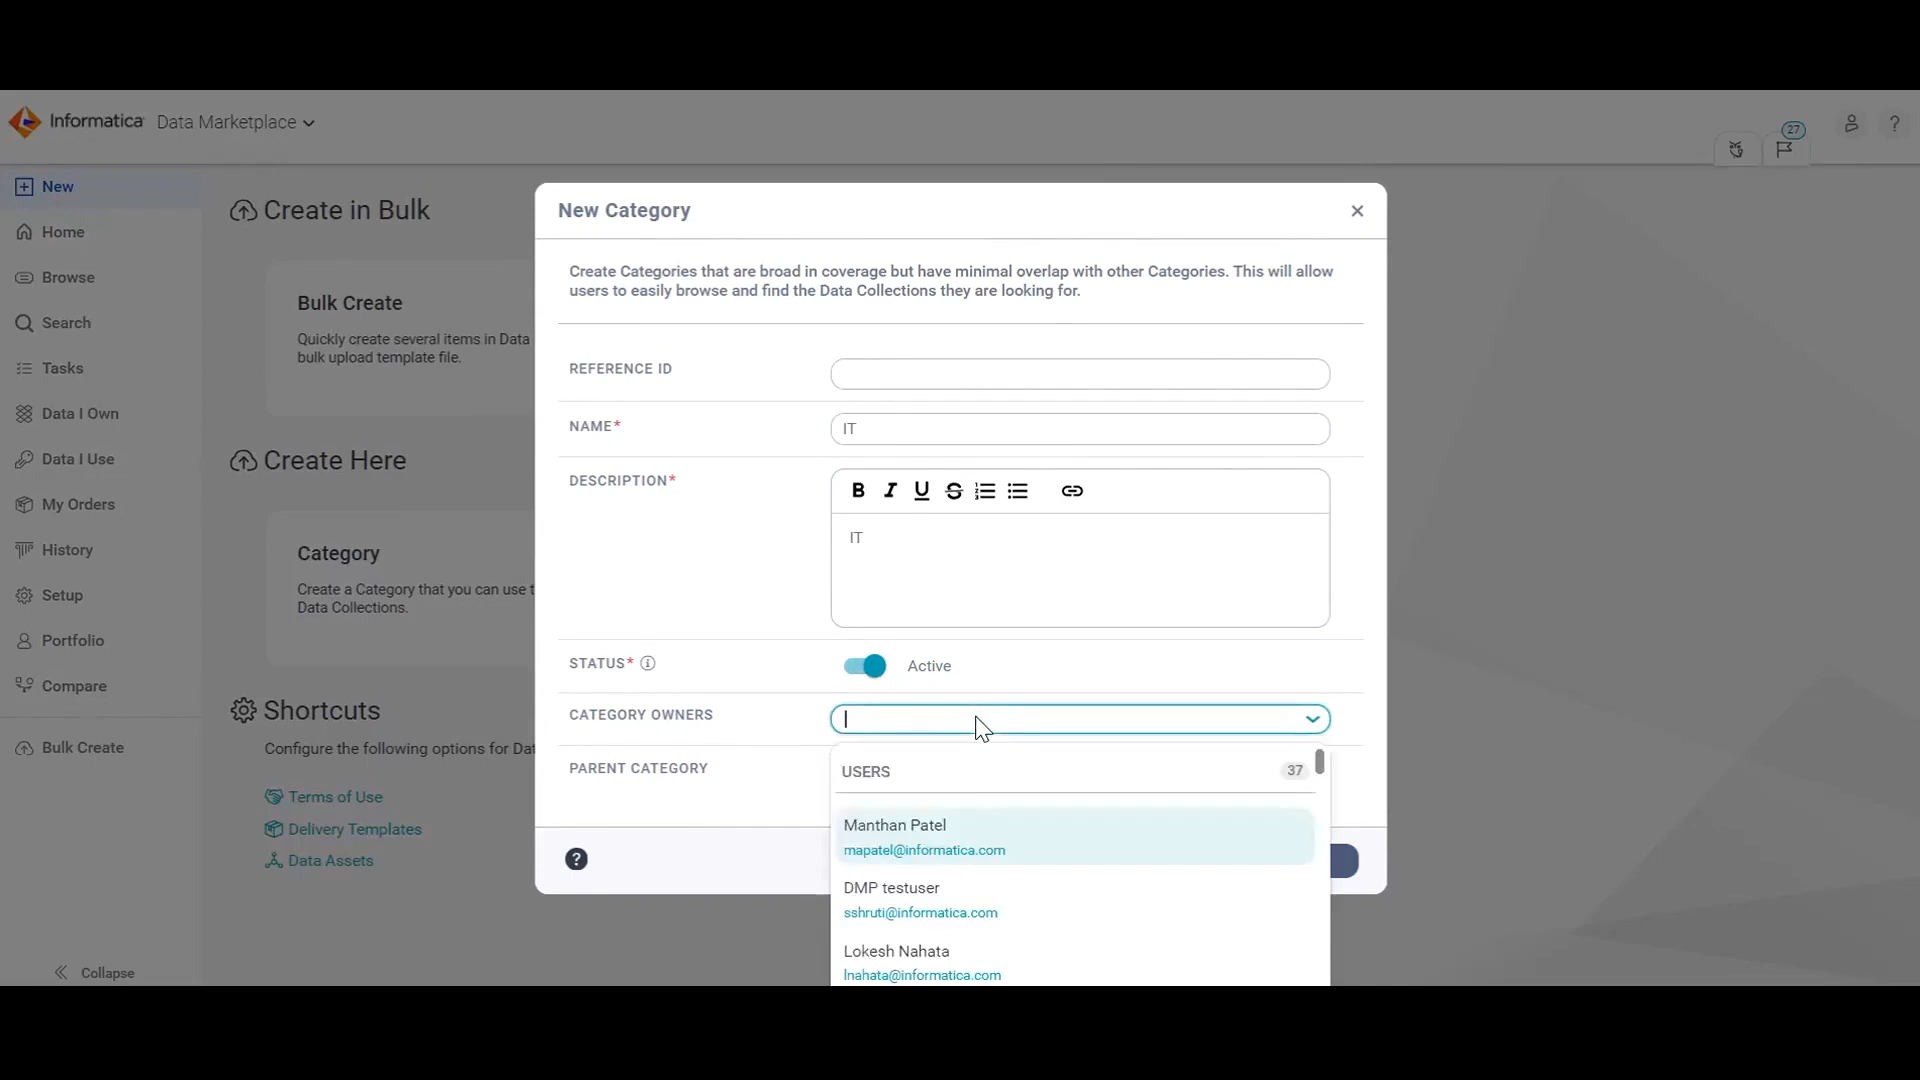 Informatica Data Marketplace
27
?
New
Home
Browse
Search
Tasks
Data I Own
Data I Use
My Orders
History
Setup
Portfolio
Compare
Bulk Create
Collapse
Create in Bulk
Bulk Create
Quickly create several items in Data
bulk upload template file.
Create Here
Category
Create a Category that you can use t
Data Collections.
Shortcuts
Configure the following options for Dat
Terms of Use
Delivery Templates
Data Assets
New Category
Create Categories that are broad in coverage but have minimal overlap with other Categories. This will allow
users to easily browse and find the Data Collections they are looking for.
REFERENCE ID
NAME*
IT
DESCRIPTION*
B I U S
IT
STATUS*
Active
CATEGORY OWNERS
PARENT CATEGORY
USERS 37
Manthan Patel
mapatel@informatica.com
DMP testuser
sshruti@informatica.com
Lokesh Nahata
lnahata@informatica.com
?